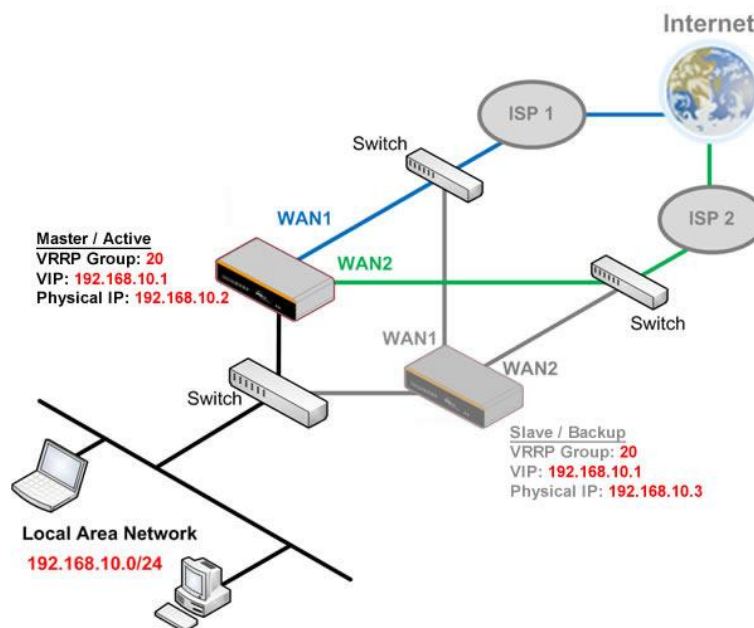 Internet
ISP 1
Switch
WAN1
ISP 2
Master / Active
VRRP Group: 20
VIP: 192.168.10.1
Physical IP: 192.168.10.2
WAN2
Switch
WAN1
WAN2
Switch
Slave / Backup
VRRP Group: 20
VIP: 192.168.10.1
Physical IP: 192.168.10.3
Local Area Network
192.168.10.0/24